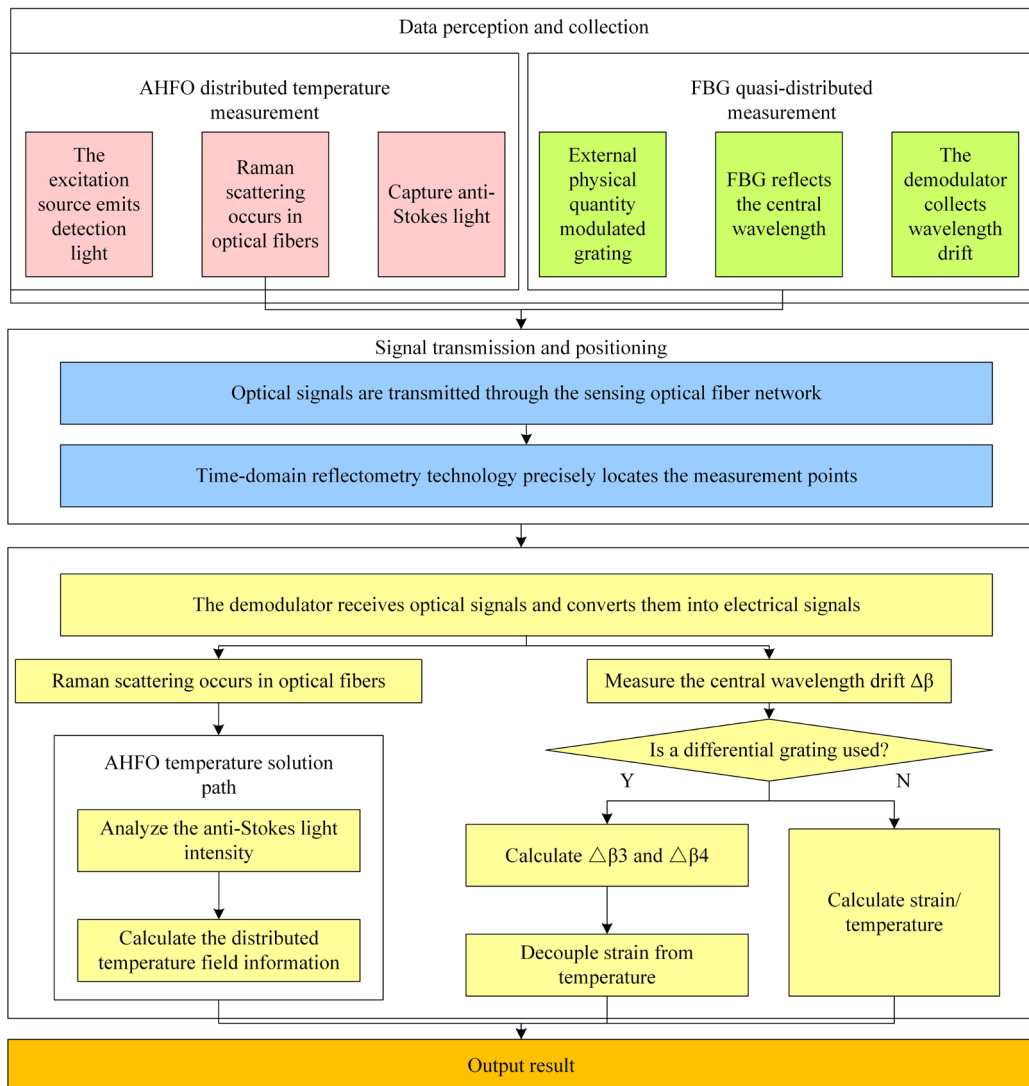 Data perception and collection
AHFO distributed temperature
measurement
The
excitation
source emits
detection
light
Raman
scattering
occurs in
optical fibers
Capture anti-
Stokes light
FBG quasi-distributed
measurement
External
physical
quantity
modulated
grating
FBG reflects
the central
wavelength
The
demodulator
collects
wavelength
drift
Signal transmission and positioning
Optical signals are transmitted through the sensing optical fiber network
Time-domain reflectometry technology precisely locates the measurement points
The demodulator receives optical signals and converts them into electrical signals
Raman scattering occurs in optical fibers
AHFO temperature solution
path
Analyze the anti-Stokes light
intensity
Calculate the distributed
temperature field information
Measure the central wavelength drift Δβ
Is a differential grating used?
Y
N
Calculate △β3 and △β4
Decouple strain from
temperature
Calculate strain/
temperature
Output result